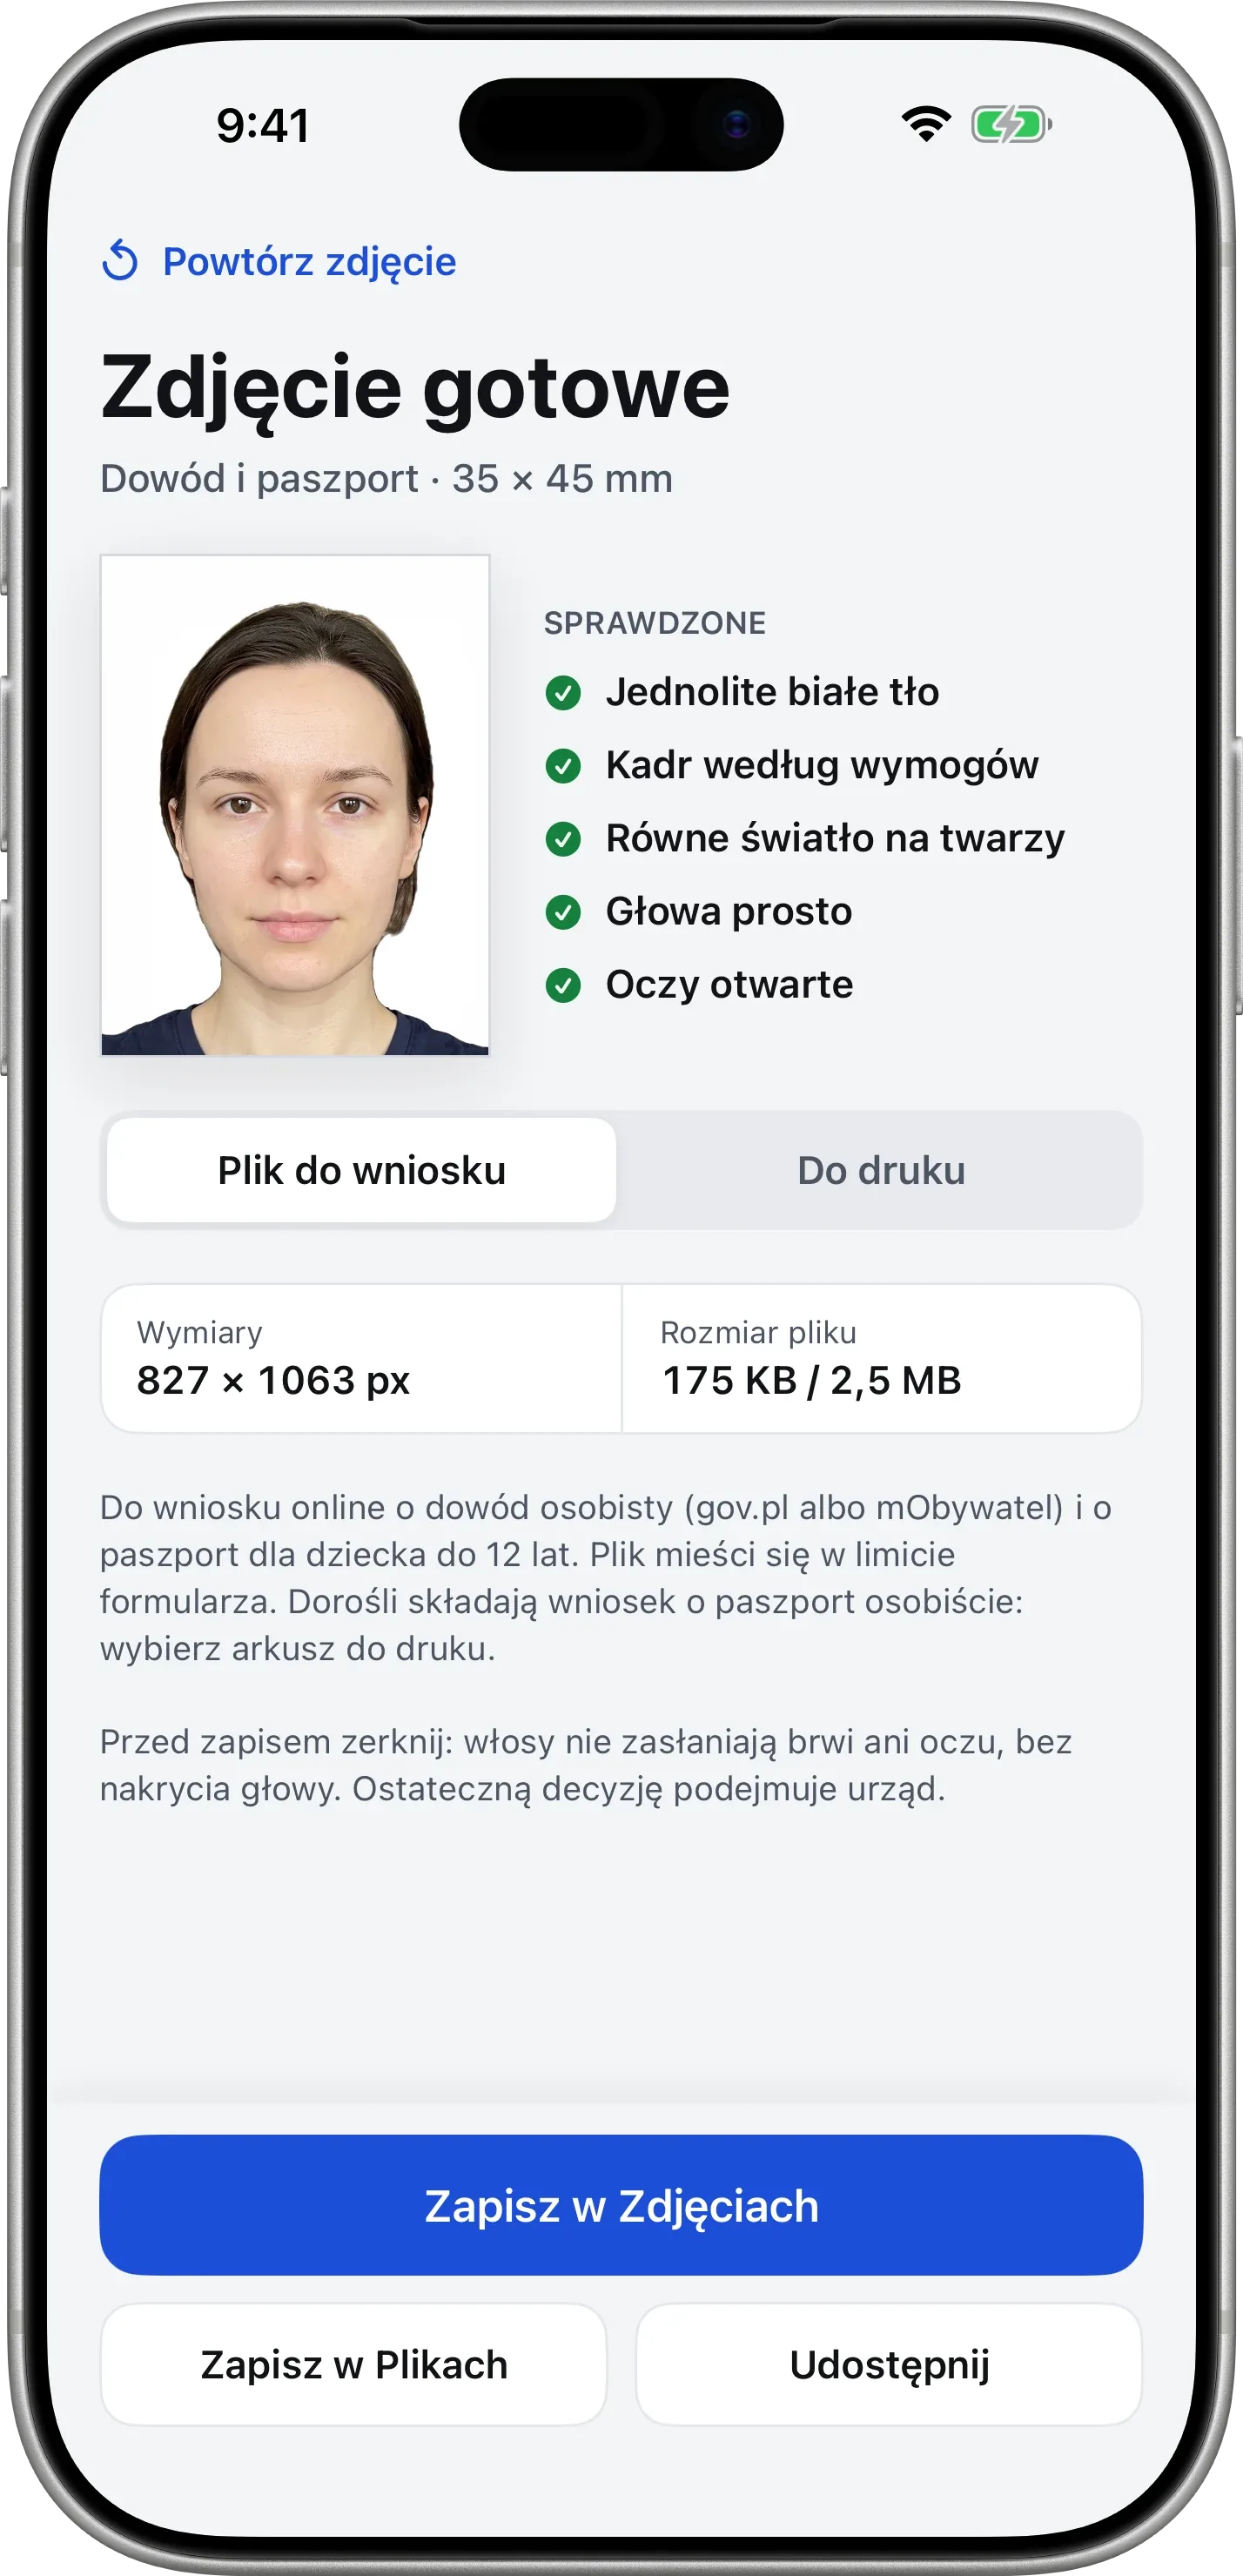 9:41
Powtórz zdjęcie
Zdjęcie gotowe
Dowód i paszport · 35 × 45 mm
SPRAWDZONE
Jednolite białe tło
Kadr według wymogów
Równe światło na twarzy
Głowa prosto
Oczy otwarte
Plik do wniosku
Do druku
Wymiary
827 × 1063 px
Rozmiar pliku
175 KB / 2,5 MB
Do wniosku online o dowód osobisty (gov.pl albo mObywatel) i o
paszport dla dziecka do 12 lat. Plik mieści się w limicie
formularza. Dorośli składają wniosek o paszport osobiście:
wybierz arkusz do druku.
Przed zapisem zerknij: włosy nie zasłaniają brwi ani oczu, bez
nakrycia głowy. Ostateczną decyzję podejmuje urząd.
Zapisz w Zdjęciach
Zapisz w Plikach
Udostępnij